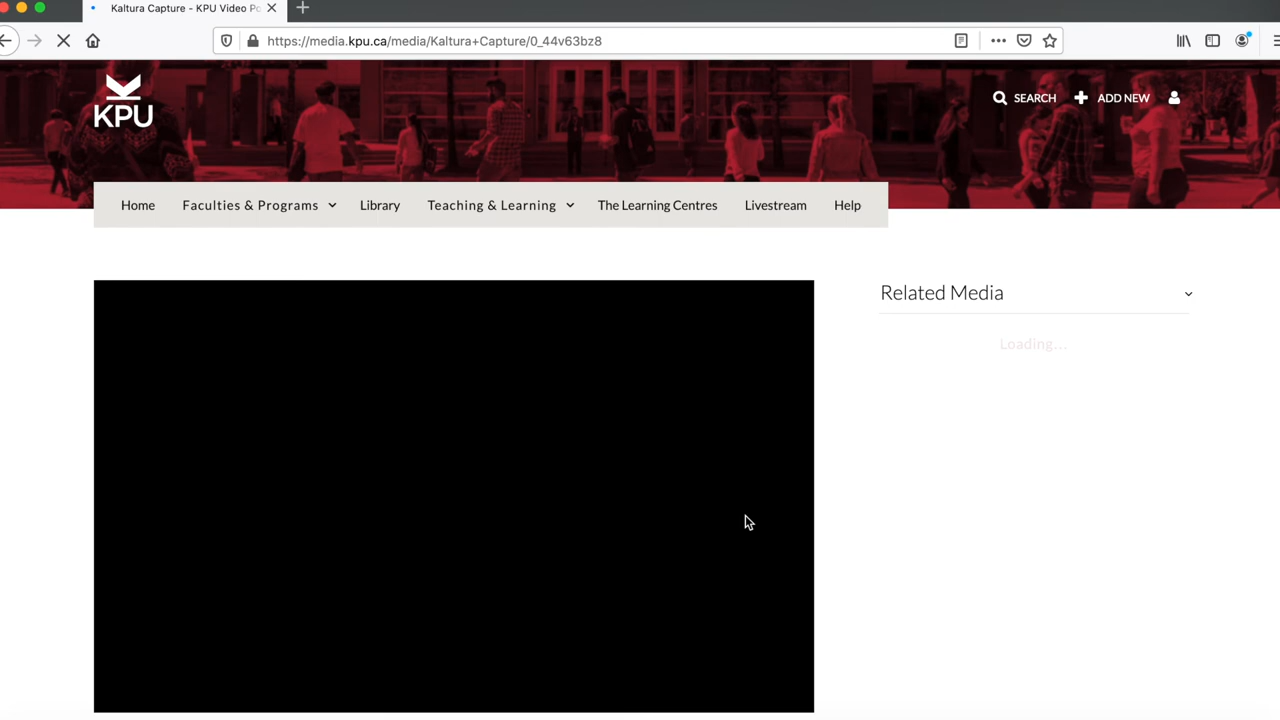 Kaltura Capture - KPU Video Po
https://media.kpu.ca/media/Kaltura+Capture/0_44v63bz8
KPU
SEARCH
ADD NEW
Home
Faculties & Programs
Library
Teaching & Learning
The Learning Centres
Livestream
Help
Related Media
Loading...